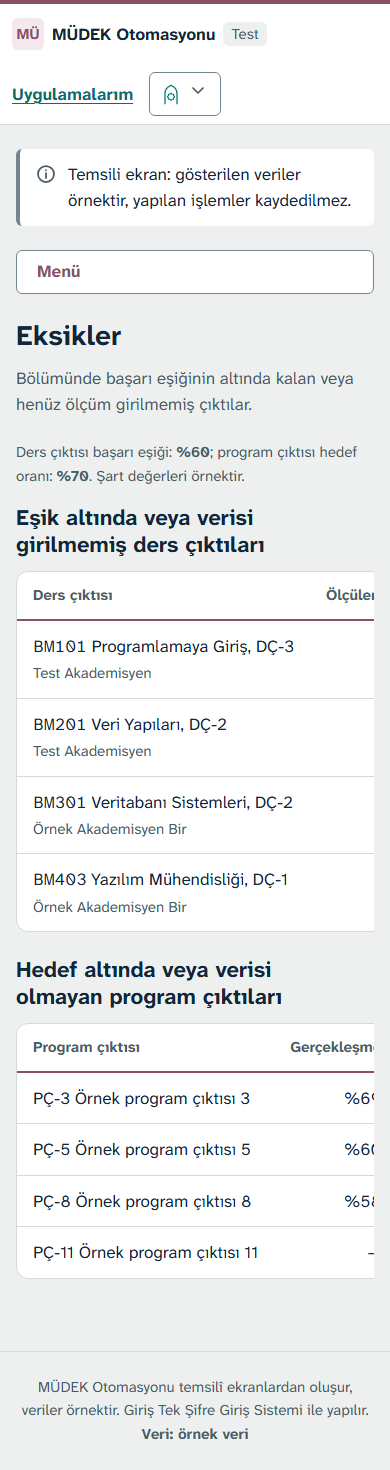 MÜ MÜDEK Otomasyonu Test
Uygulamalarım
Temsili ekran: gösterilen veriler
örnektir, yapılan işlemler kaydedilmez.
Menü
Eksikler
Bölümünde başarı eşiğinin altında kalan veya
henüz ölçüm girilmemiş çıktılar.
Ders çıktısı başarı eşiği: %60; program çıktısı hedef
oranı: %70. Şart değerleri örnektir.
Eşik altında veya verisi
girilmemiş ders çıktıları
Ders çıktısı
BM101 Programlamaya Giriş, DÇ-3
Test Akademisyen
BM201 Veri Yapıları, DÇ-2
Test Akademisyen
BM301 Veritabanı Sistemleri, DÇ-2
Örnek Akademisyen Bir
BM403 Yazılım Mühendisliği, DÇ-1
Örnek Akademisyen Bir
Hedef altında veya verisi
olmayan program çıktıları
Program çıktısı
PÇ-3 Örnek program çıktısı 3
PÇ-5 Örnek program çıktısı 5
PÇ-8 Örnek program çıktısı 8
PÇ-11 Örnek program çıktısı 11
MÜDEK Otomasyonu temsilî ekranlardan oluşur,
veriler örnektir. Giriş Tek Şifre Giriş Sistemi ile yapılır.
Veri: örnek veri